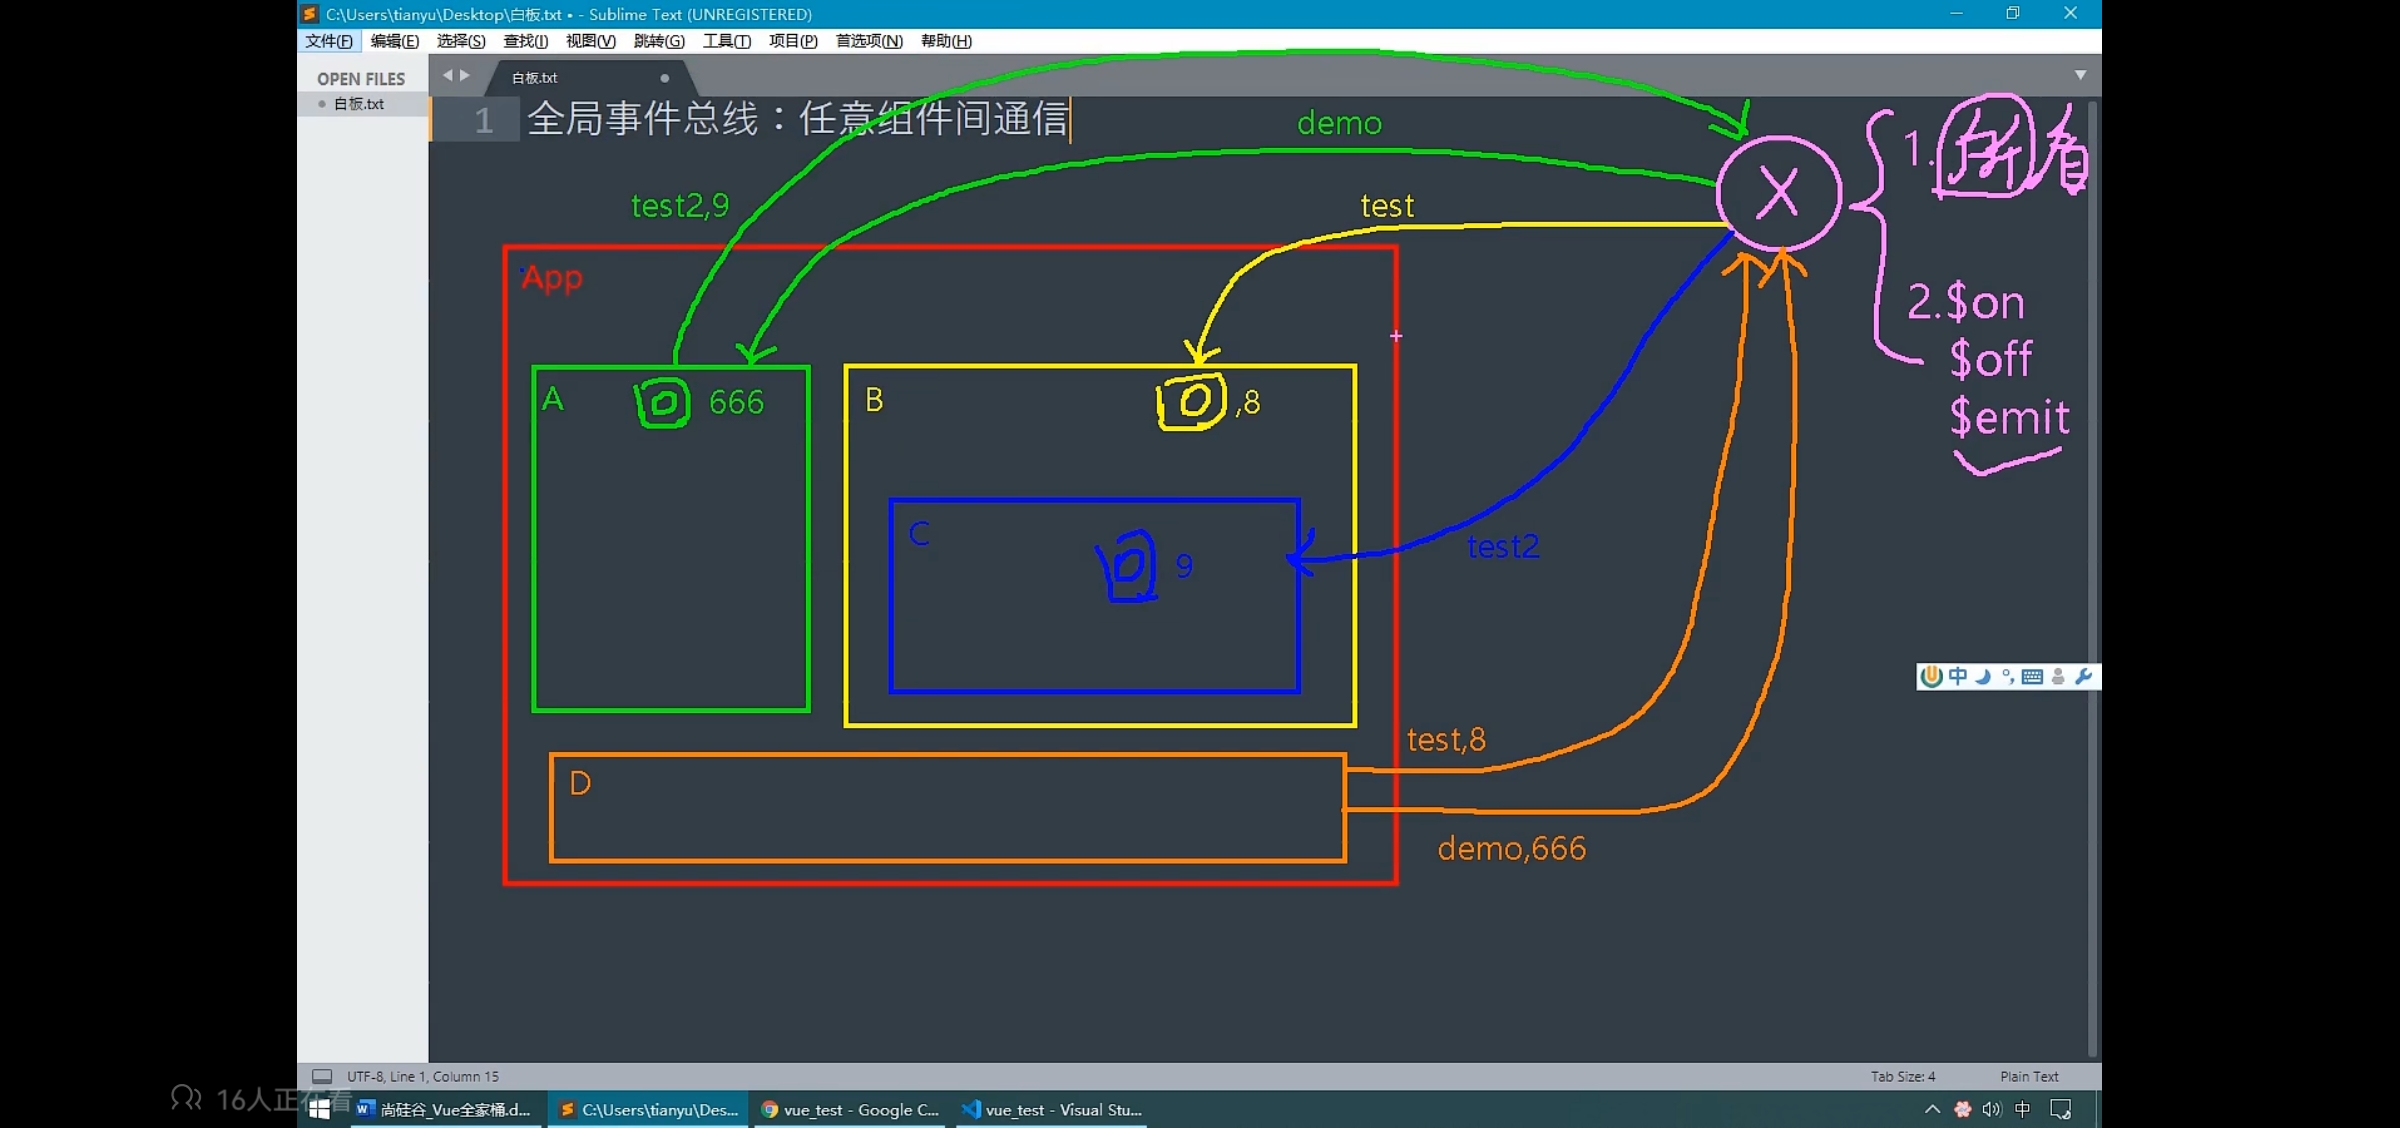 C:\Users\tianyu\Desktop\白板.txt • - Sublime Text (UNREGISTERED)
文件(F) 编辑(E) 选择(S) 查找(I) 视图(V) 跳转(G) 工具(T) 项目(P) 首选项(N) 帮助(H)
OPEN FILES
白板.txt
白板.txt
1 全局事件总线：任意组件间通信
demo
test2,9
test
X
1.所有
2.$on
$off
$emit
App
A 666
B ,8
C 9
test2
test,8
D
demo,666
中
UTF-8, Line 1, Column 15
Tab Size: 4
Plain Text
16人正在看
尚硅谷_Vue全家桶.d...
C:\Users\tianyu\Des...
vue_test - Google C...
vue_test - Visual Stu...
中